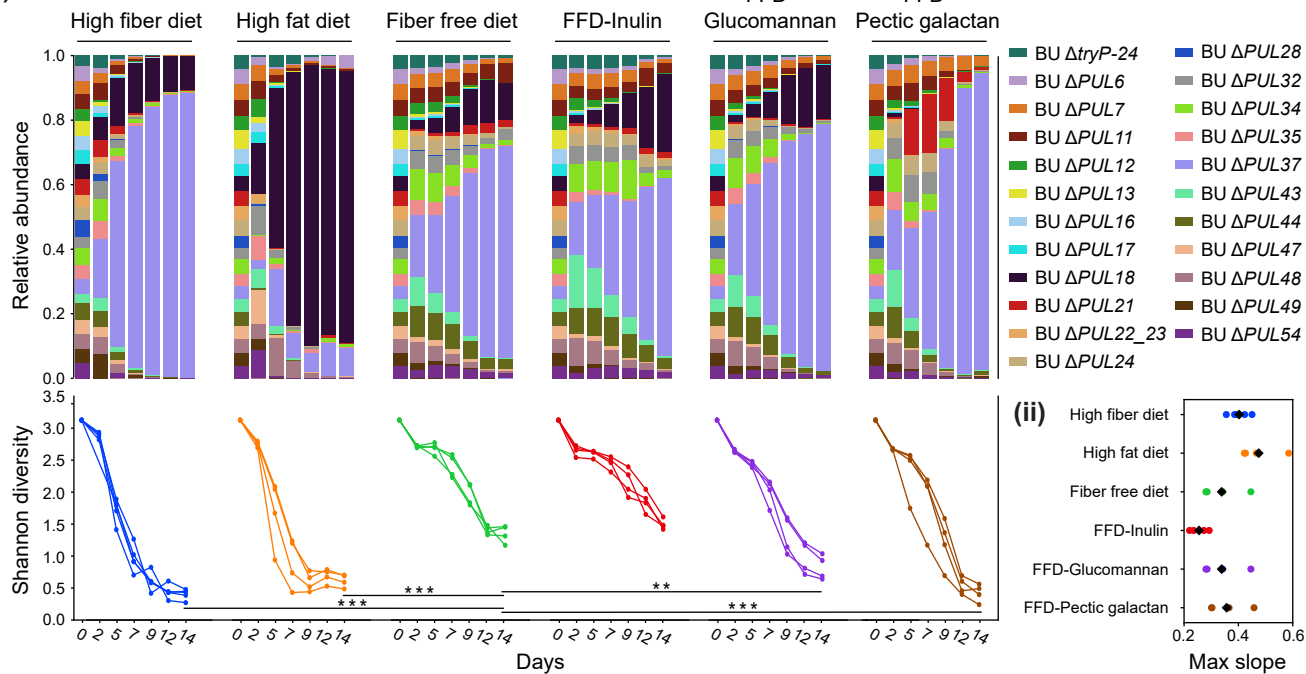 High fiber diet
High fat diet
Fiber free diet
FFD-Inulin
Glucomannan
Pectic galactan
Relative abundance
1.0
0.8
0.6
0.4
0.2
0.0
BU ΔtryP-24
BU ΔPUL6
BU ΔPUL7
BU ΔPUL11
BU ΔPUL12
BU ΔPUL13
BU ΔPUL16
BU ΔPUL17
BU ΔPUL18
BU ΔPUL21
BU ΔPUL22_23
BU ΔPUL24
BU ΔPUL28
BU ΔPUL32
BU ΔPUL34
BU ΔPUL35
BU ΔPUL37
BU ΔPUL43
BU ΔPUL44
BU ΔPUL47
BU ΔPUL48
BU ΔPUL49
BU ΔPUL54
Shannon diversity
3.5
3.0
2.5
2.0
1.5
1.0
0.5
0.0
***
***
**
***
0 2 5 7 9 12 14
0 2 5 7 9 12 14
0 2 5 7 9 12 14
0 2 5 7 9 12 14
0 2 5 7 9 12 14
0 2 5 7 9 12 14
Days
(ii)
High fiber diet
High fat diet
Fiber free diet
FFD-Inulin
FFD-Glucomannan
FFD-Pectic galactan
0.2 0.4 0.6
Max slope